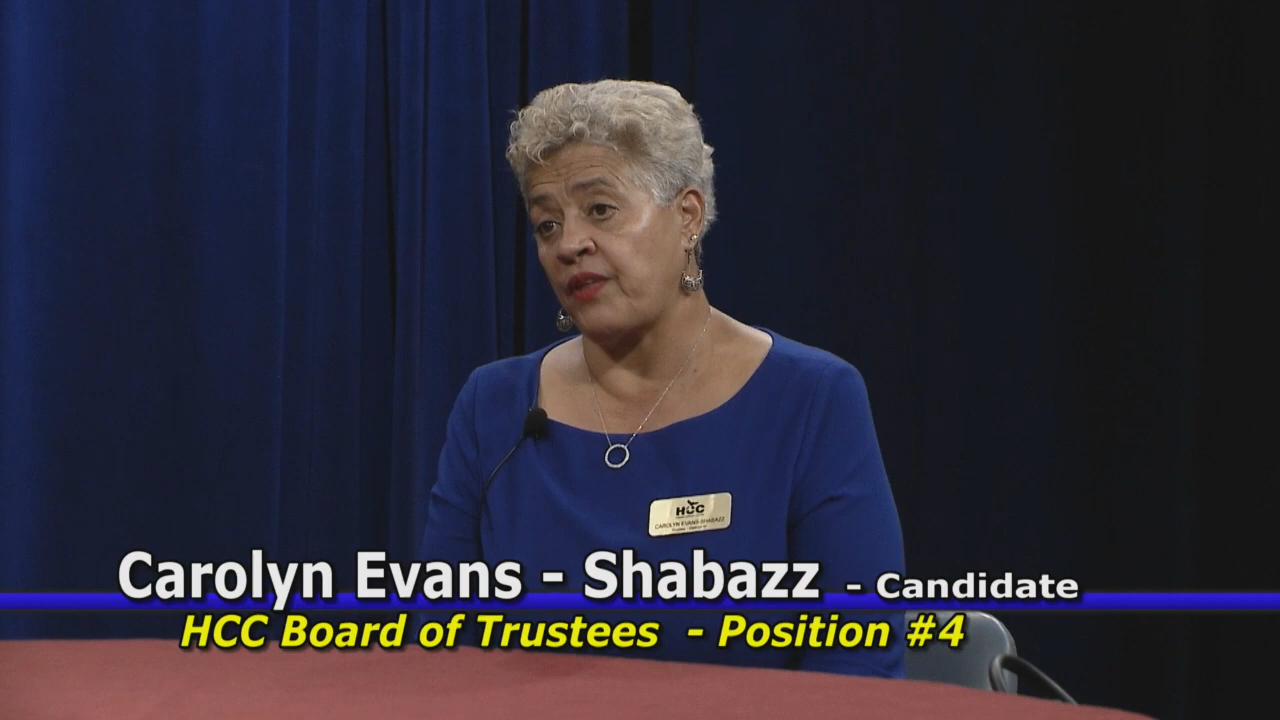 HCC
CAROLYN EVANS-SHABAZZ
Carolyn Evans - Shabazz - Candidate
HCC Board of Trustees - Position #4